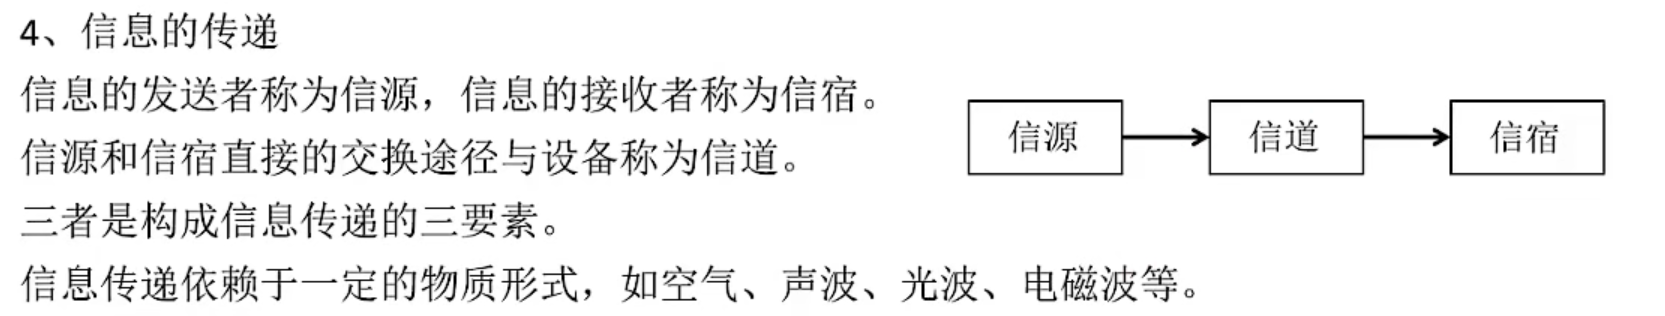 4、信息的传递
信息的发送者称为信源，信息的接收者称为信宿。
信源和信宿直接的交换途径与设备称为信道。
三者是构成信息传递的三要素。
信息传递依赖于一定的物质形式，如空气、声波、光波、电磁波等。
信源
信道
信宿